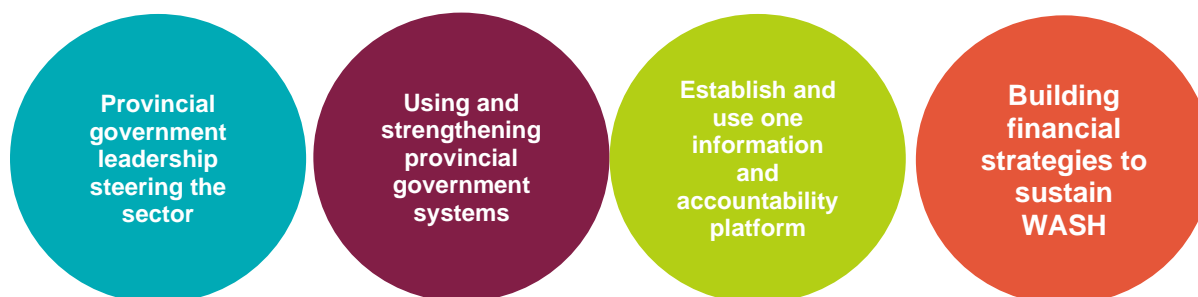 Provincial
government
leadership
steering the
sector
Using and
strengthening
provincial
government
systems
Establish and
use one
information
and
accountability
platform
Building
financial
strategies to
sustain
WASH